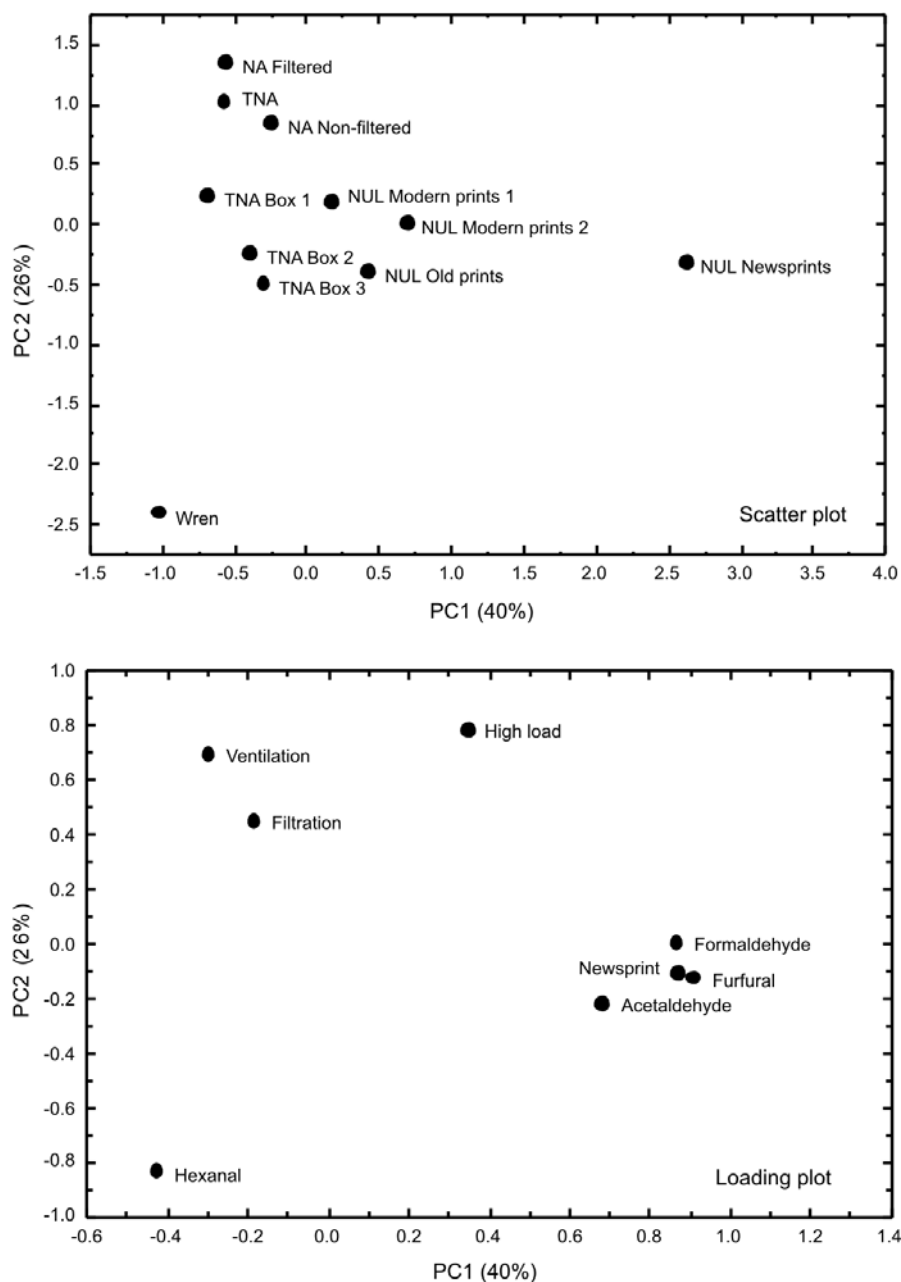 1.5
NA Filtered
1.0
TNA
NA Non-filtered
0.5
TNA Box 1
NUL Modern prints 1
0.0
NUL Modern prints 2
TNA Box 2
NUL Old prints
NUL Newsprints
-0.5
TNA Box 3
PC2 (26%)
-1.0
-1.5
-2.0
Wren
Scatter plot
-2.5
-1.5 -1.0 -0.5 0.0 0.5 1.0 1.5 2.0 2.5 3.0 3.5 4.0
PC1 (40%)
1.0
0.8
High load
Ventilation
0.6
Filtration
0.4
0.2
0.0
Formaldehyde
Newsprint
Furfural
PC2 (26%)
-0.2
Acetaldehyde
-0.4
-0.6
-0.8
Hexanal
Loading plot
-1.0
-0.6 -0.4 -0.2 0.0 0.2 0.4 0.6 0.8 1.0 1.2 1.4
PC1 (40%)